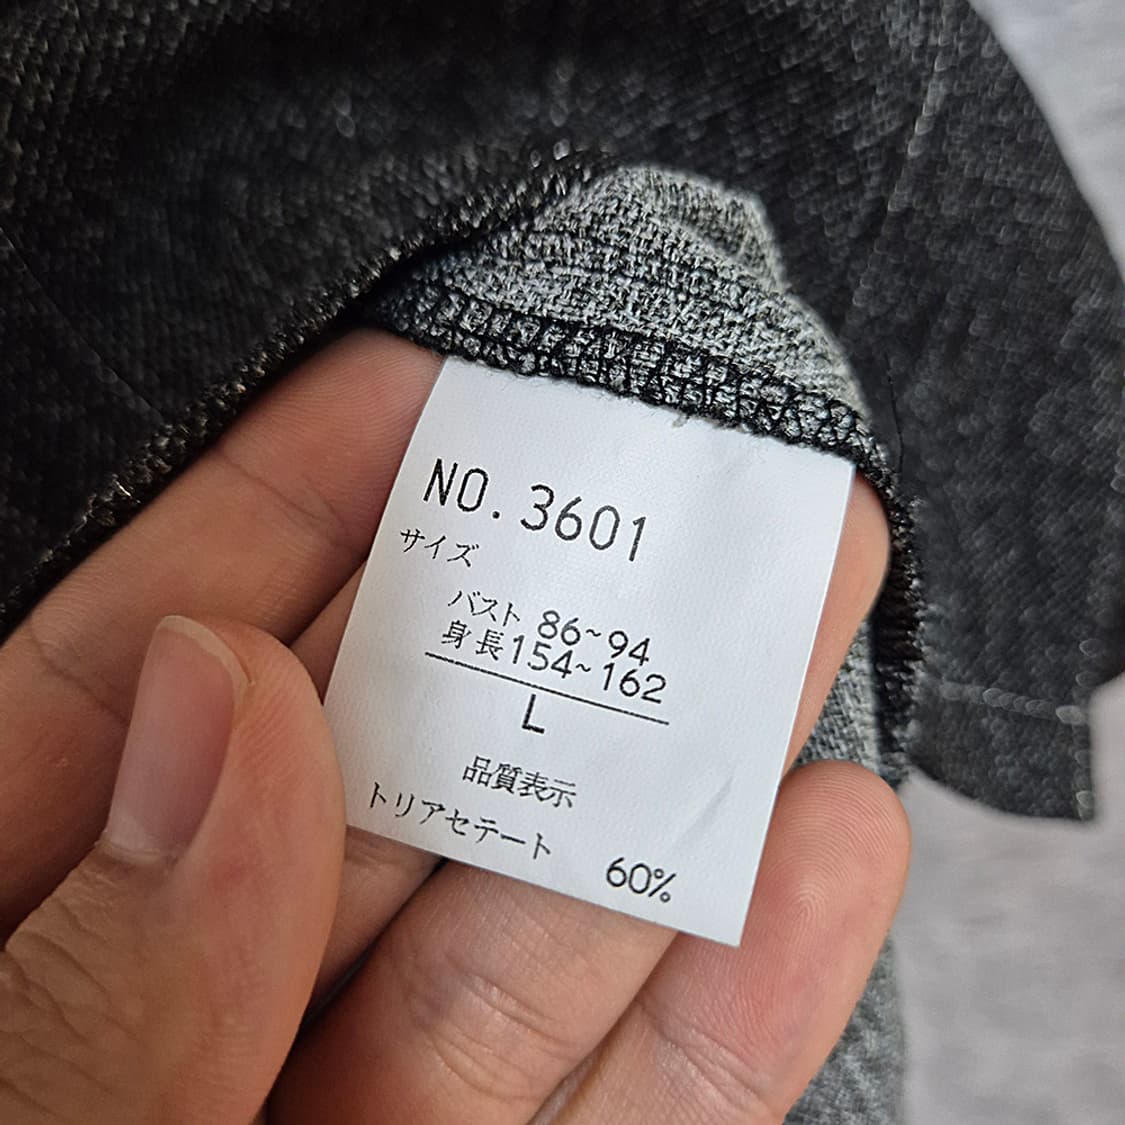 NO. 3601
サイズ
バスト 86~94
身長154~162
L
品質表示
トリアセテート
60%